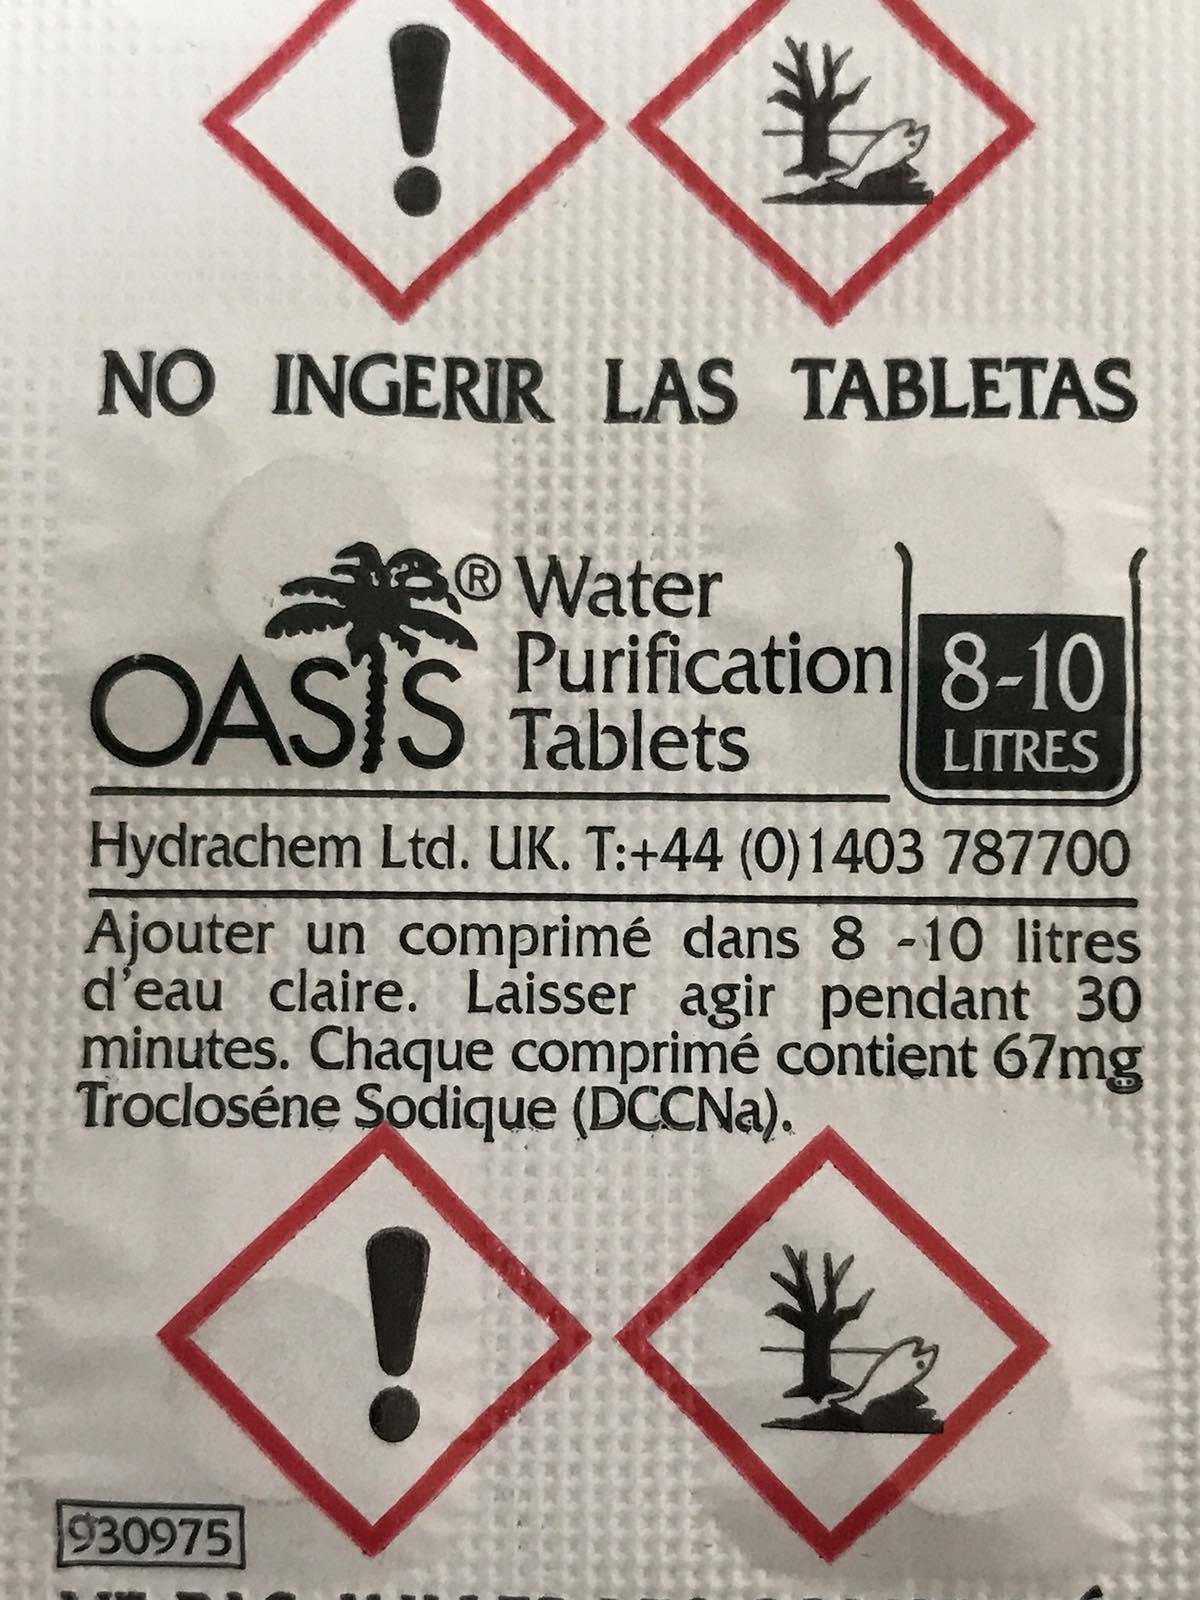 NO INGERIR LAS TABLETAS
OASIS® Water
Purification
Tablets
8-10
LITRES
Hydrachem Ltd. UK. T:+44 (0)1403 787700
Ajouter un comprimé dans 8 -10 litres
d'eau claire. Laisser agir pendant 30
minutes. Chaque comprimé contient 67mg
Trocloséne Sodique (DCCNa).
930975